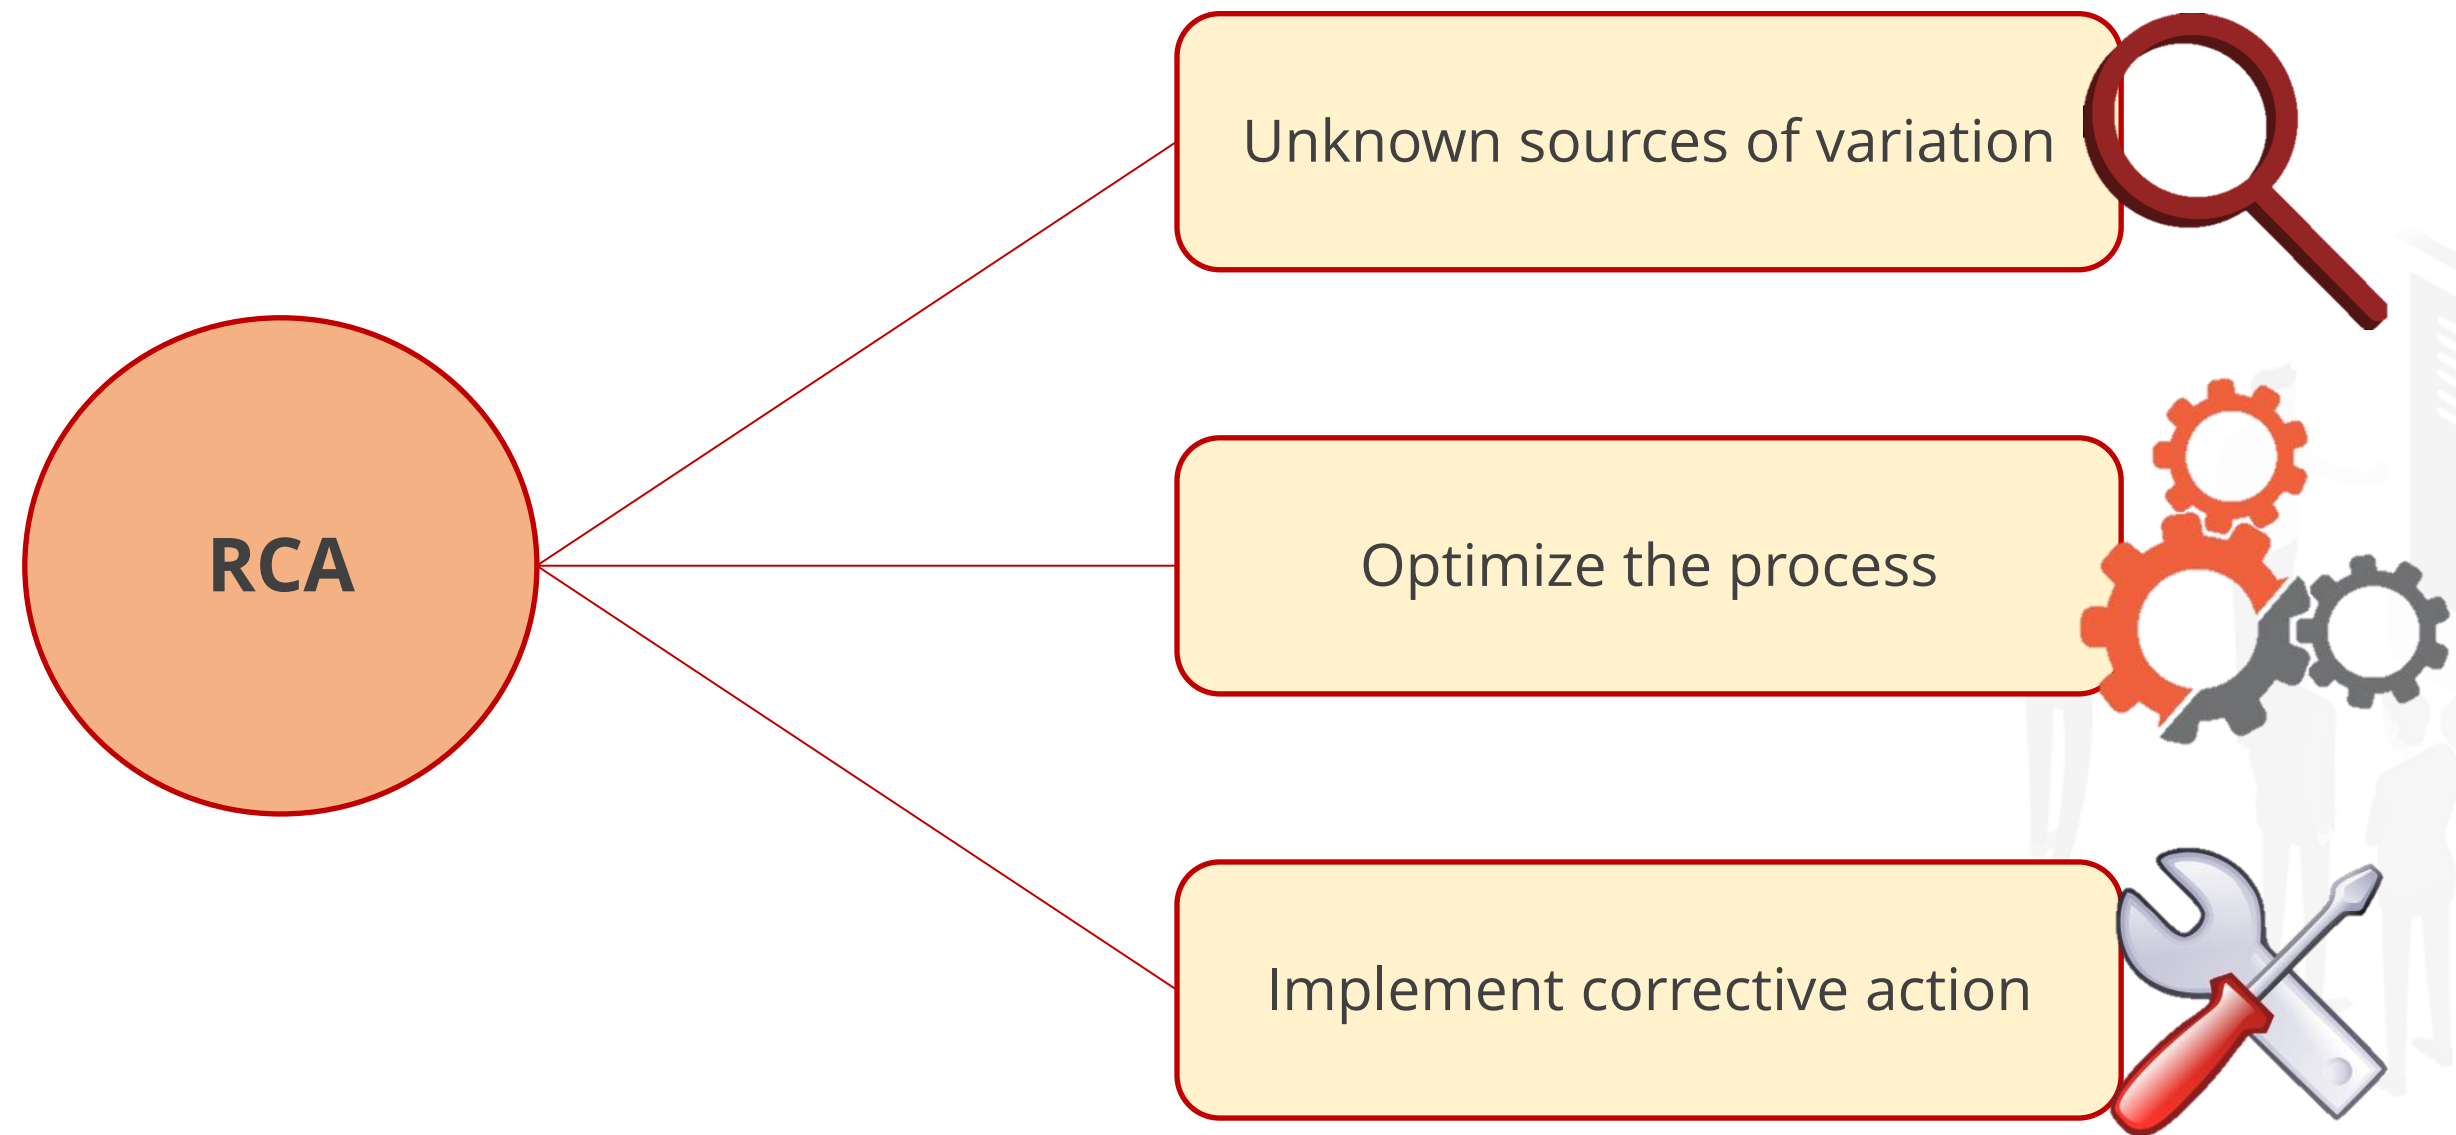 Unknown sources of variation
RCA
Optimize the process
Implement corrective action